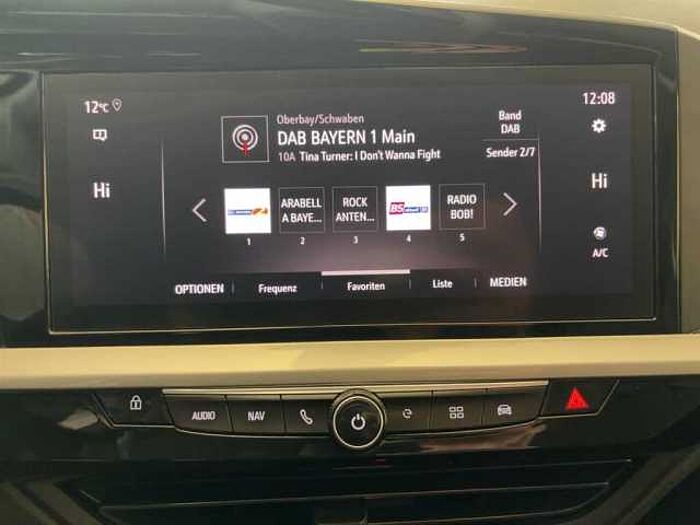 12°C
12:08
Oberbay/Schwaben
DAB BAYERN 1 Main
10A Tina Turner: I Don't Wanna Fight
Band
DAB
Sender 2/7
Hi
Hi
ARABELL
A BAYE...
ROCK
ANTEN...
BS
RADIO
BOB!
1
2
3
4
5
A/C
OPTIONEN
Frequenz
Favoriten
Liste
MEDIEN
AUDIO
NAV